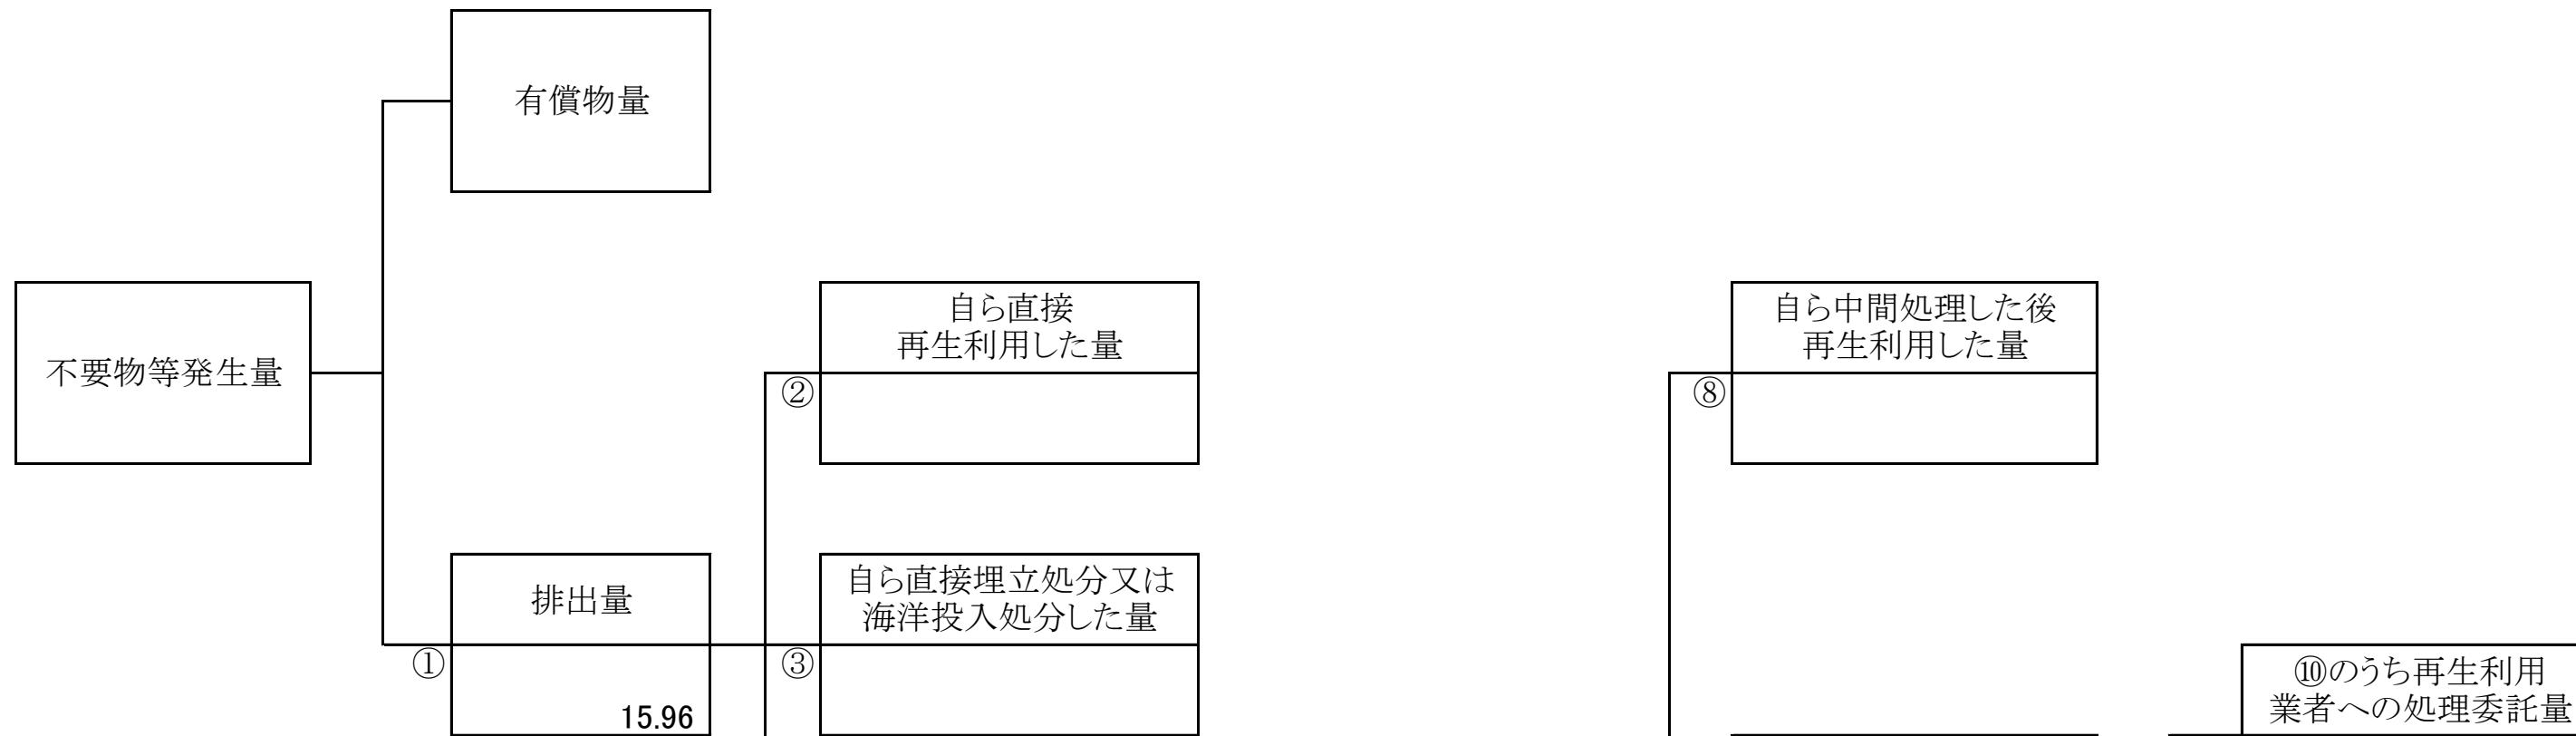 有償物量
不要物等発生量
自ら直接
再生利用した量
②
自ら中間処理した後
再生利用した量
⑧
排出量
①
15.96
自ら直接埋立処分又は
海洋投入処分した量
③
⑩のうち再生利用
業者への処理委託量